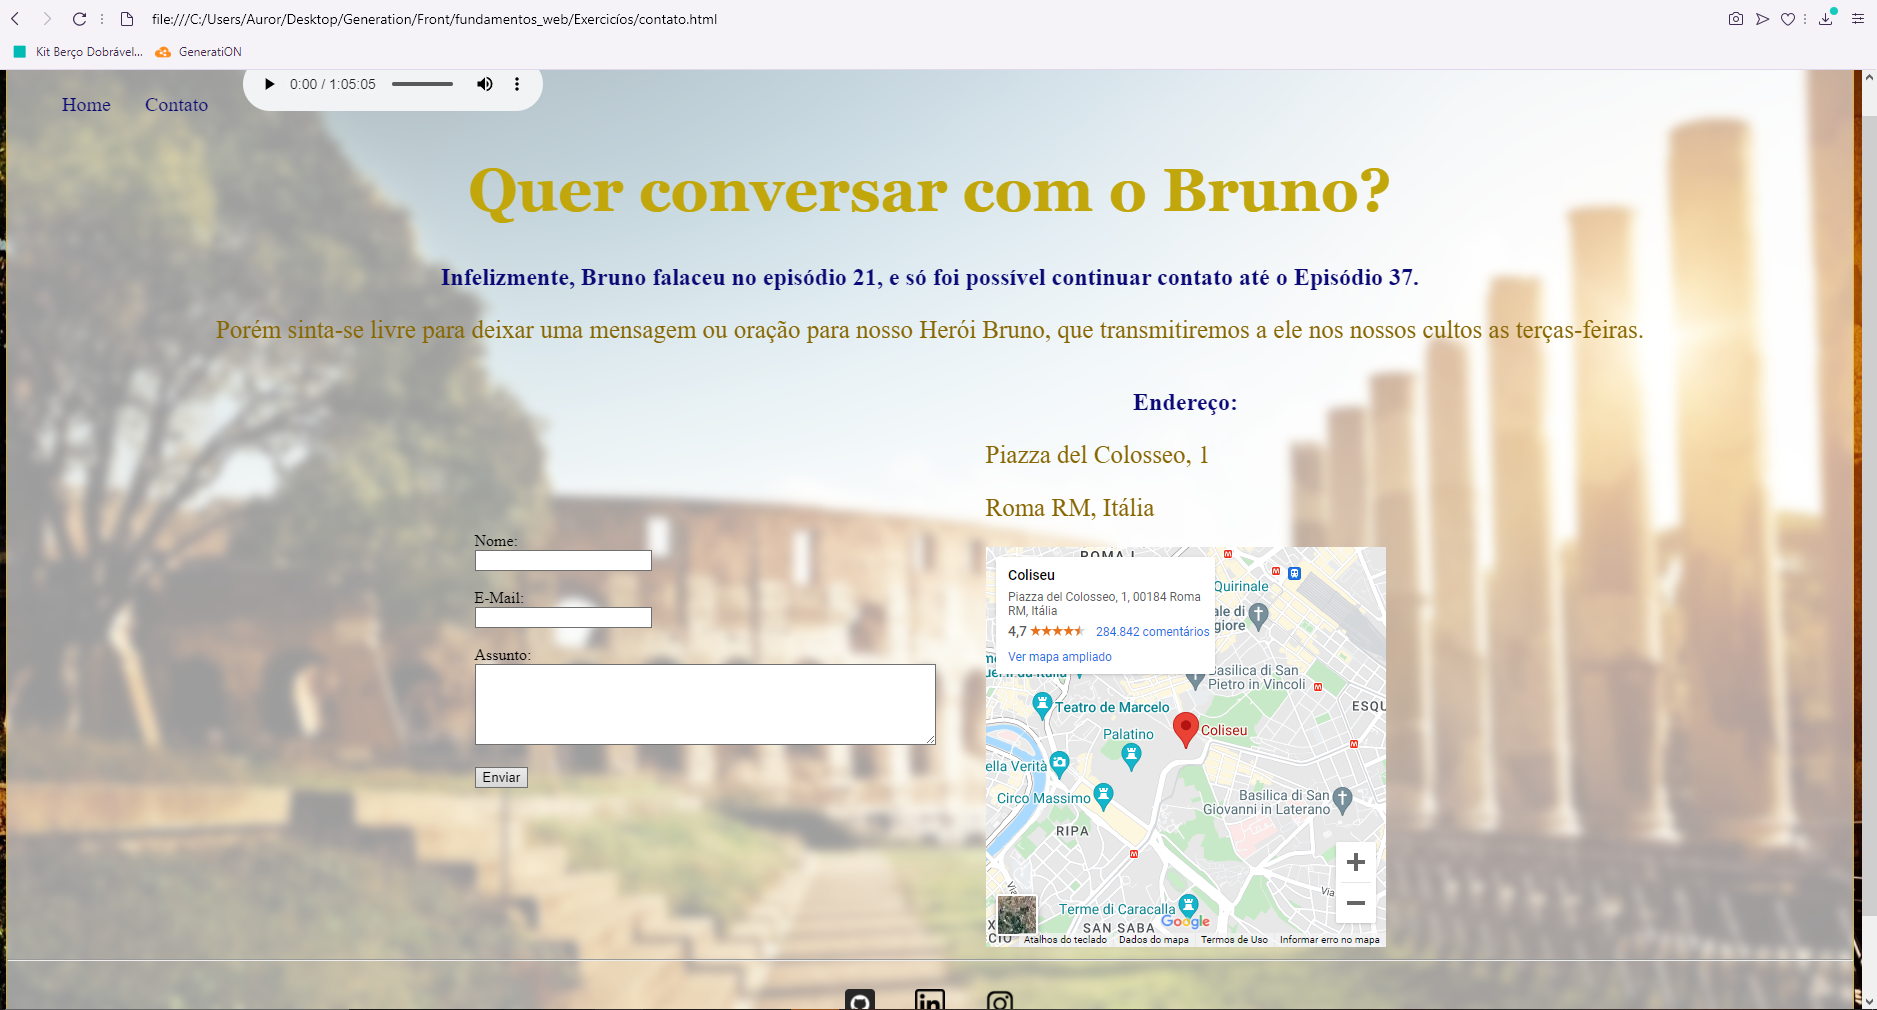 file:///C:/Users/Auror/Desktop/Generation/Front/fundamentos_web/Exercicíos/contato.html
Kit Berço Dobrável... GeneratiON
Home Contato 0:00 / 1:05:05
Quer conversar com o Bruno?
Infelizmente, Bruno falaceu no episódio 21, e só foi possível continuar contato até o Episódio 37.
Porém sinta-se livre para deixar uma mensagem ou oração para nosso Herói Bruno, que transmitiremos a ele nos nossos cultos as terças-feiras.
Nome:
E-Mail:
Assunto:
Enviar
Endereço:
Piazza del Colosseo, 1
Roma RM, Itália
ROMA I
Coliseu
Piazza del Colosseo, 1, 00184 Roma
RM, Itália
4,7 284.842 comentários
Ver mapa ampliado
Quirinale
ale di
giore
Basilica di San
Pietro in Vincoli
ESQU
Teatro de Marcelo
Coliseu
Palatino
ella Verità
Circo Massimo
Basilica di San
Giovanni in Laterano
RIPA
Via
Terme di Caracalla
Google
SAN SABA
Atalhos do teclado Dados do mapa Termos de Uso Informar erro no mapa
in